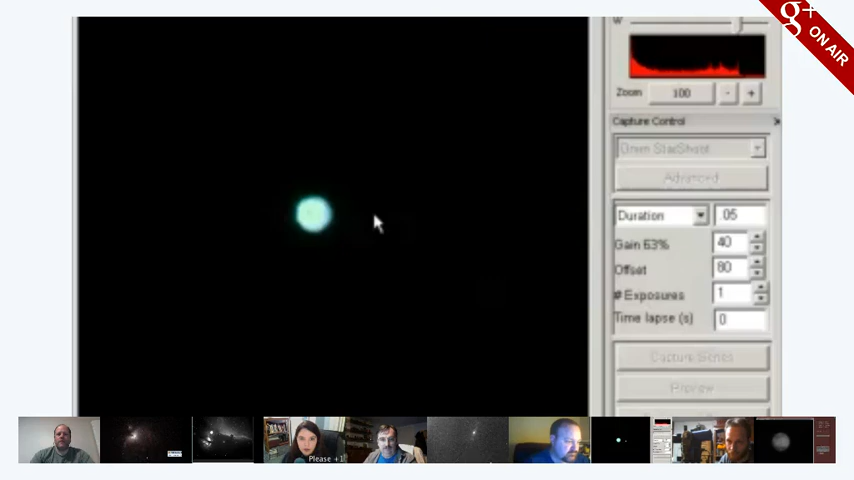 g+
ON AIR
W
Zoom 100 - +
Capture Control
Orion StarShoot
Advanced
Duration .05
Gain 63% 40
Offset 80
# Exposures 1
Time lapse (s) 0
Capture Series
Preview
Please +1